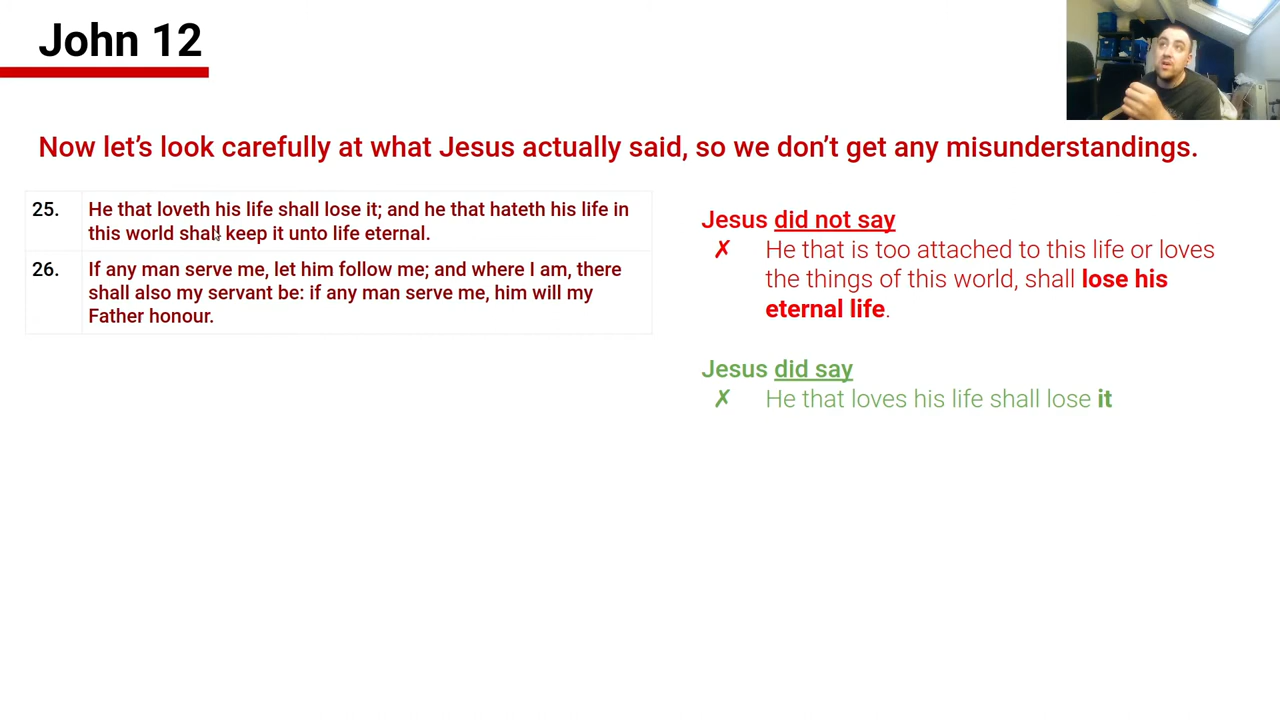 John 12
Now let's look carefully at what Jesus actually said, so we don't get any misunderstandings.
25. He that loveth his life shall lose it; and he that hateth his life in
this world shall keep it unto life eternal.
26. If any man serve me, let him follow me; and where I am, there
shall also my servant be: if any man serve me, him will my
Father honour.
Jesus did not say
✗ He that is too attached to this life or loves
the things of this world, shall lose his
eternal life.
Jesus did say
✗ He that loves his life shall lose it